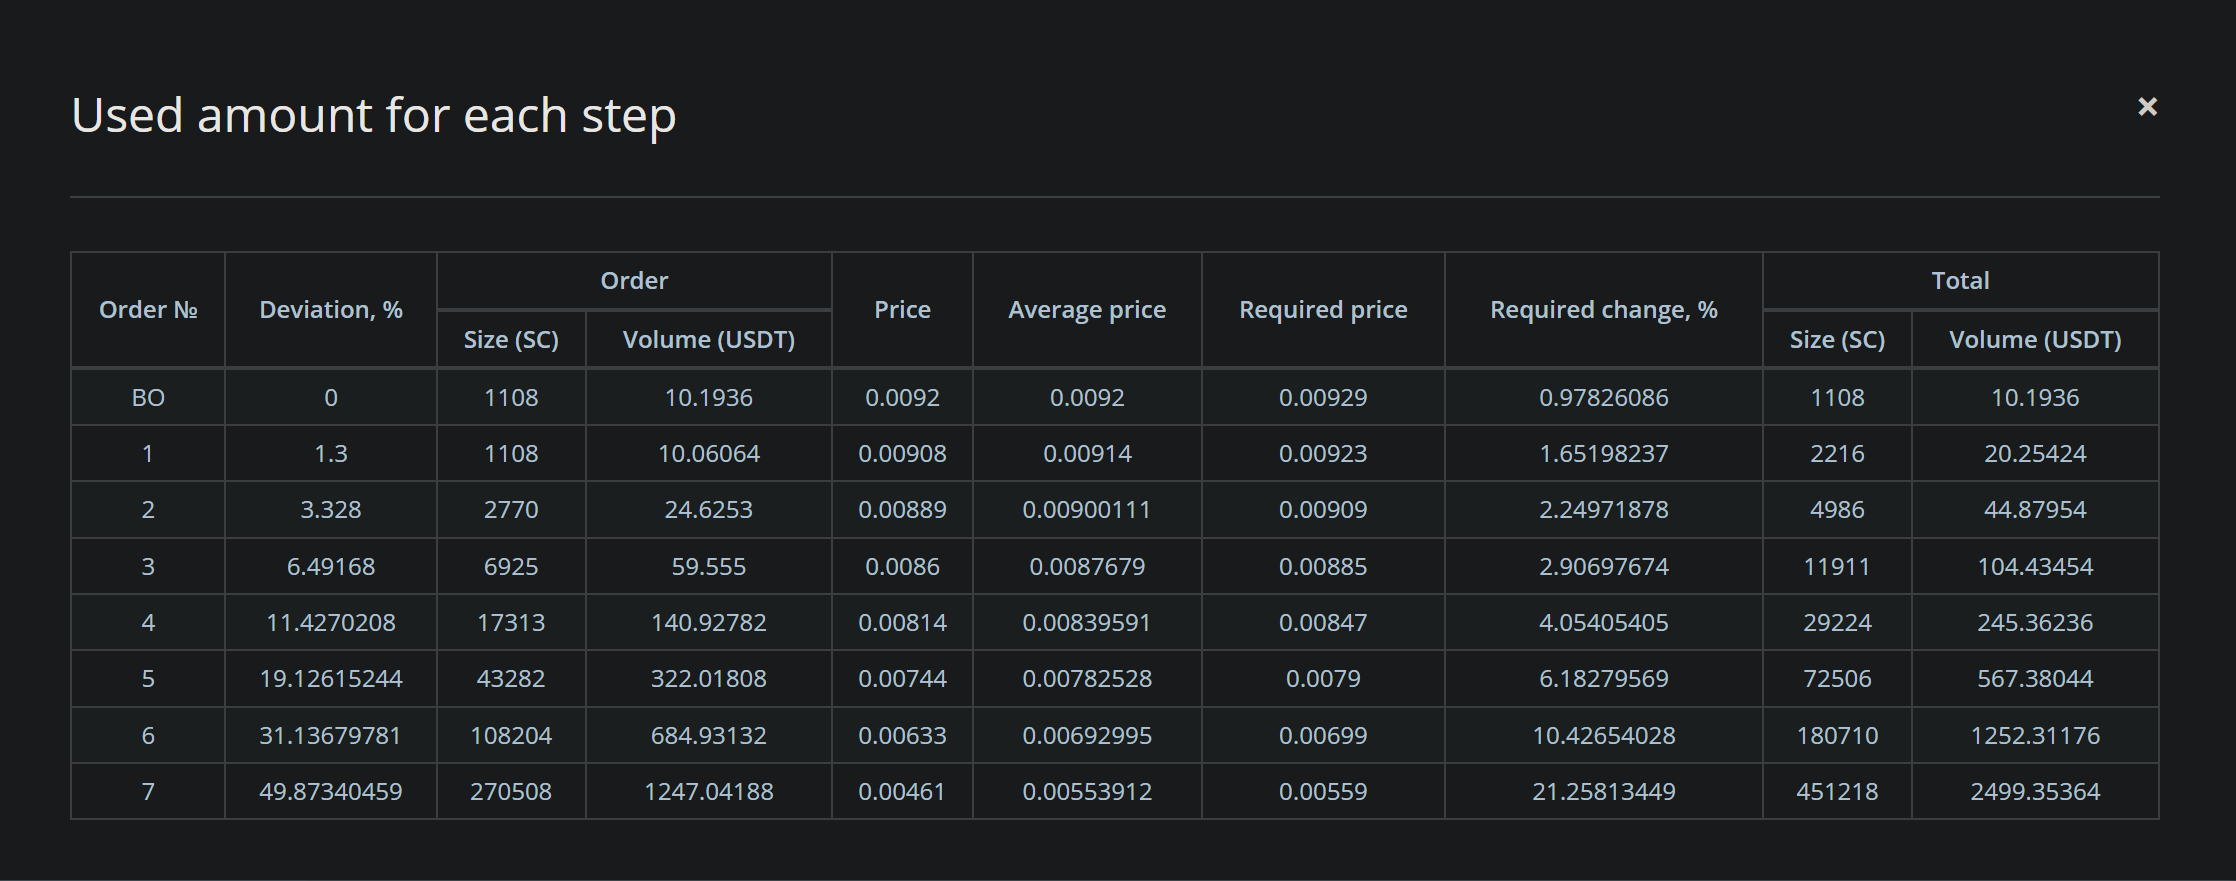 Used amount for each step
×
Order № Deviation, % Order Price Average price Required price Required change, % Total
Size (SC) Volume (USDT) Size (SC) Volume (USDT)
BO 0 1108 10.1936 0.0092 0.0092 0.00929 0.97826086 1108 10.1936
1 1.3 1108 10.06064 0.00908 0.00914 0.00923 1.65198237 2216 20.25424
2 3.328 2770 24.6253 0.00889 0.00900111 0.00909 2.24971878 4986 44.87954
3 6.49168 6925 59.555 0.0086 0.0087679 0.00885 2.90697674 11911 104.43454
4 11.4270208 17313 140.92782 0.00814 0.00839591 0.00847 4.05405405 29224 245.36236
5 19.12615244 43282 322.01808 0.00744 0.00782528 0.0079 6.18279569 72506 567.38044
6 31.13679781 108204 684.93132 0.00633 0.00692995 0.00699 10.42654028 180710 1252.31176
7 49.87340459 270508 1247.04188 0.00461 0.00553912 0.00559 21.25813449 451218 2499.35364